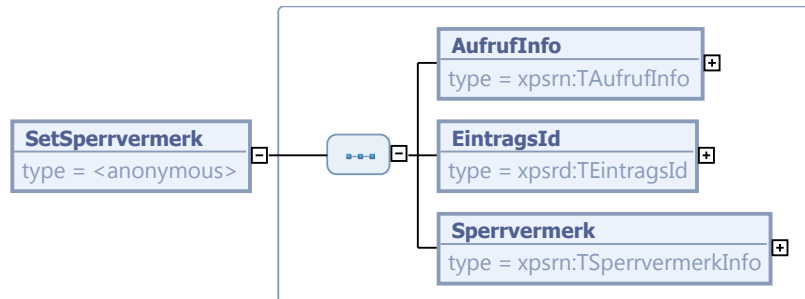 AufrufInfo
type = xpsrn:TAufrufInfo
SetSperrvermerk
type = <anonymous>
EintragsId
type = xpsrd:TEintragsId
Sperrvermerk
type = xpsrn:TSperrvermerkInfo